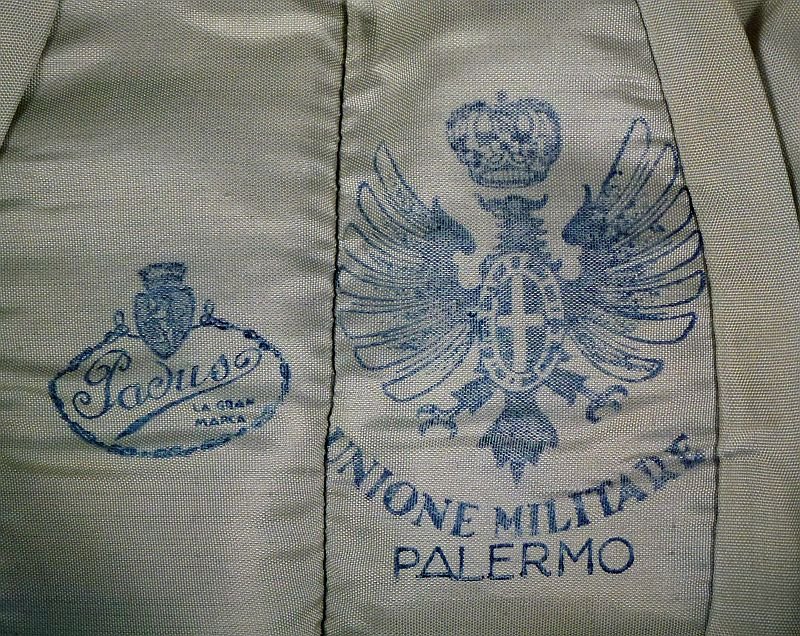 Padus
LA GRAN
MARCA
UNIONE MILITARE
PALERMO